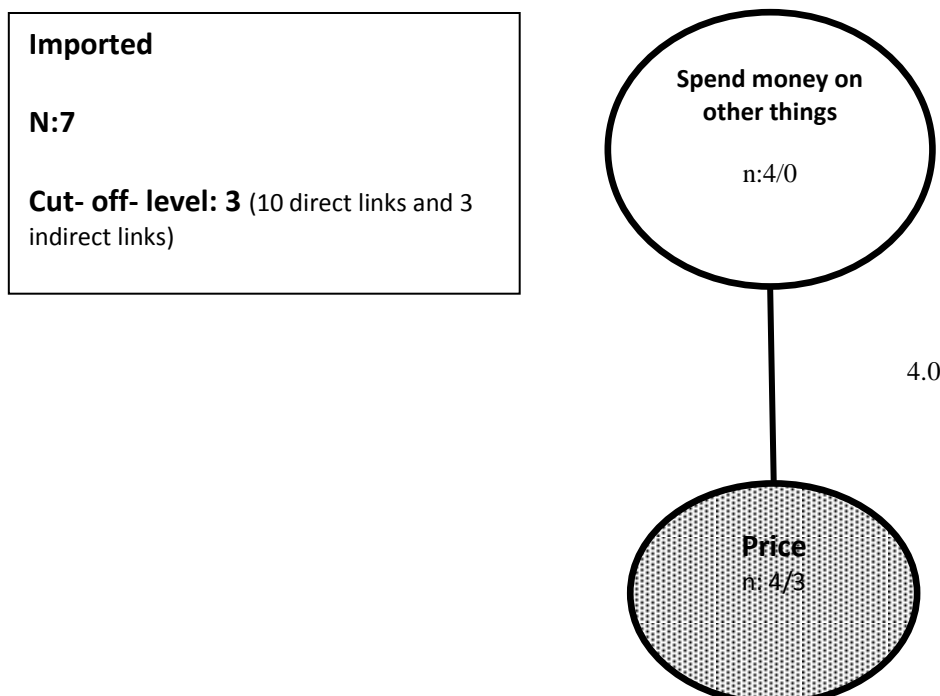 Imported
N:7
Cut- off- level: 3 (10 direct links and 3
indirect links)
Spend money on
other things
n:4/0
4.0
Price
n: 4/3